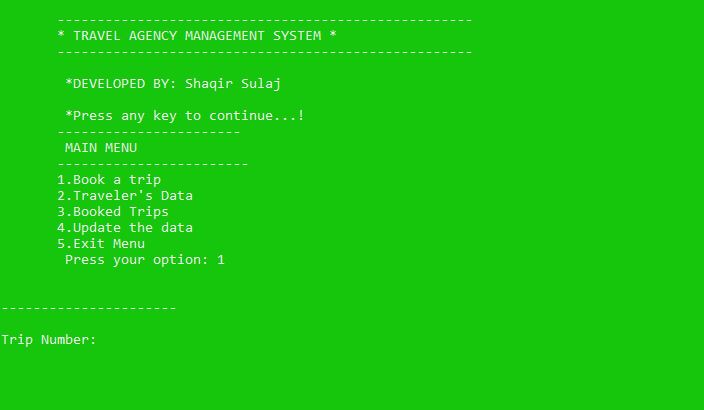 ----------------------------------------------------
* TRAVEL AGENCY MANAGEMENT SYSTEM *
----------------------------------------------------
*DEVELOPED BY: Shaqir Sulaj
*Press any key to continue...!
-----------------------
MAIN MENU
------------------------
1.Book a trip
2.Traveler's Data
3.Booked Trips
4.Update the data
5.Exit Menu
Press your option: 1
----------------------
Trip Number: